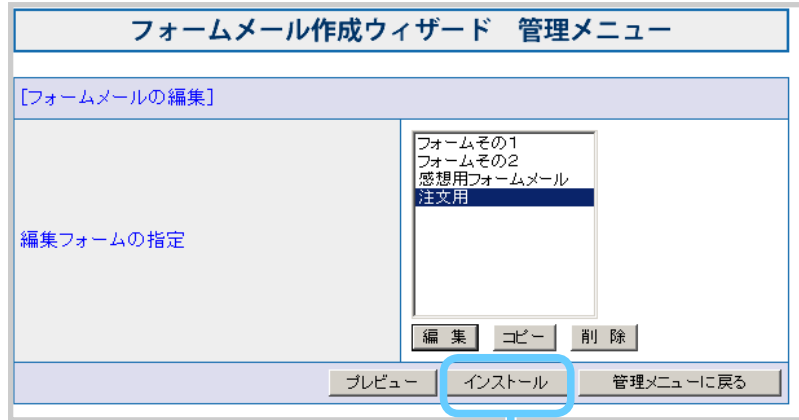 フォームメール作成ウィザード　管理メニュー
[フォームメールの編集]
フォームその1
フォームその2
感想用フォームメール
注文用
編集フォームの指定
編 集 コピー 削 除
プレビュー インストール 管理メニューに戻る